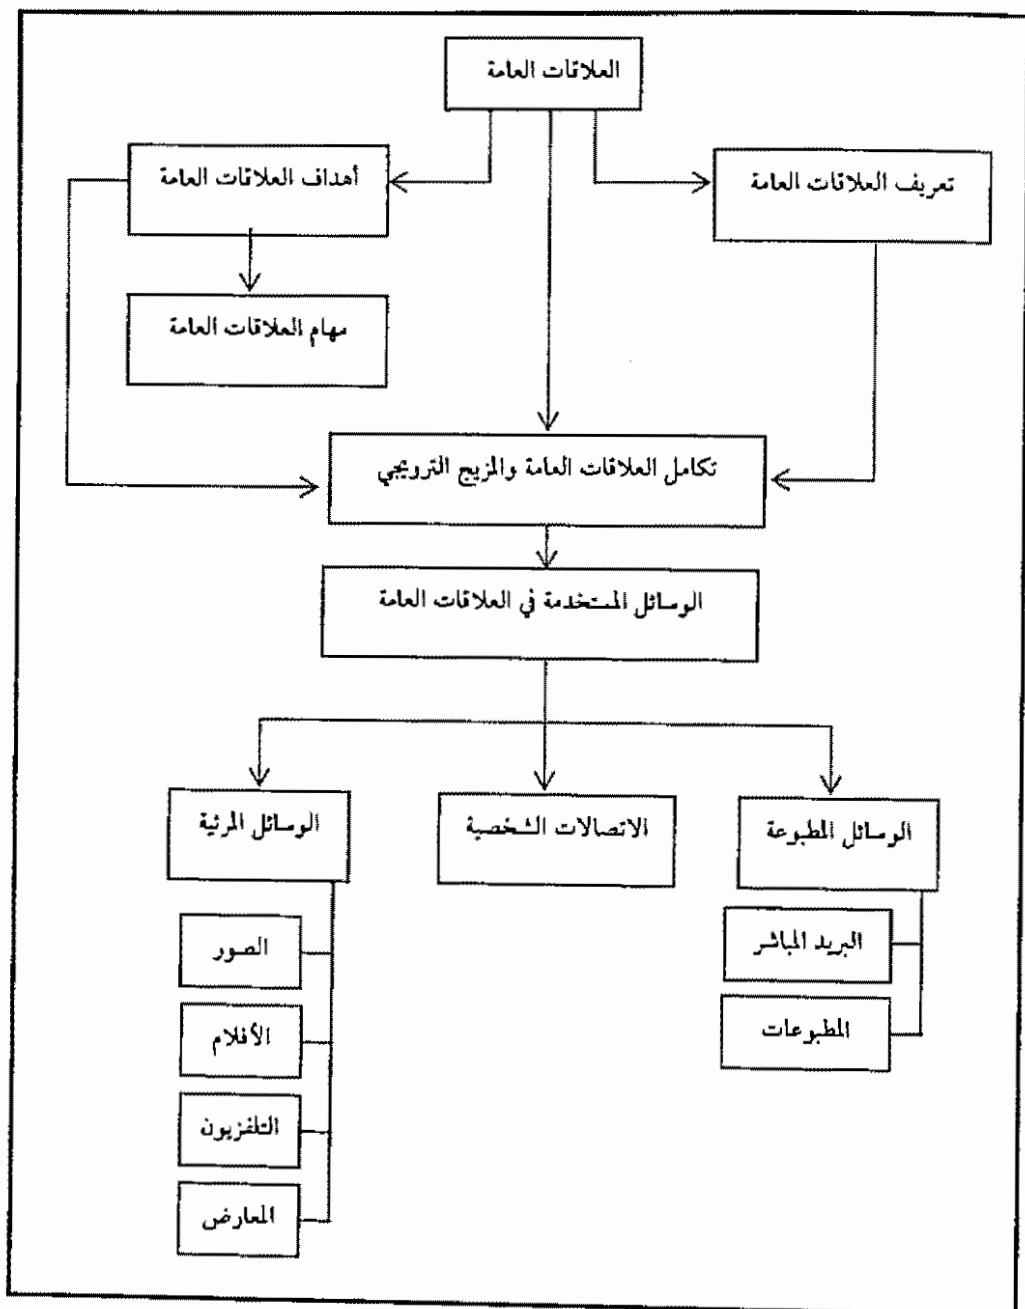 العلاقات العامة
تعريف العلاقات العامة
أهداف العلاقات العامة
مهام العلاقات العامة
تكامل العلاقات العامة والمزيج الترويجي
الوسائل المستخدمة في العلاقات العامة
الوسائل المطبوعة
الاتصالات الشخصية
الوسائل المرئية
البريد المباشر
المطبوعات
الصور
الأفلام
التلفزيون
المعارض